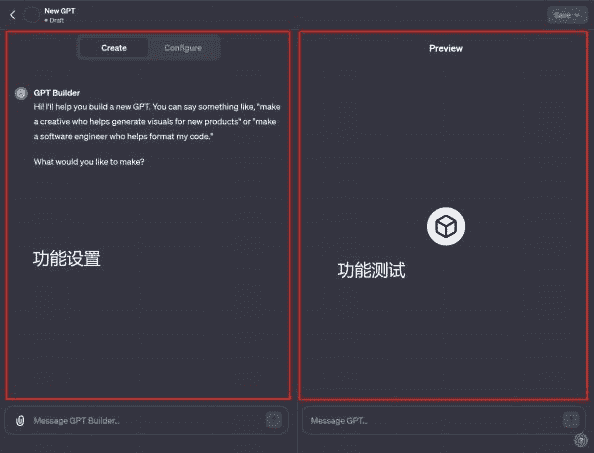 New GPT
• Draft
Save
Create
Configure
GPT Builder
Hi! I'll help you build a new GPT. You can say something like, "make
a creative who helps generate visuals for new products" or "make
a software engineer who helps format my code."
What would you like to make?
功能设置
Message GPT Builder...
Preview
功能测试
Message GPT...
?